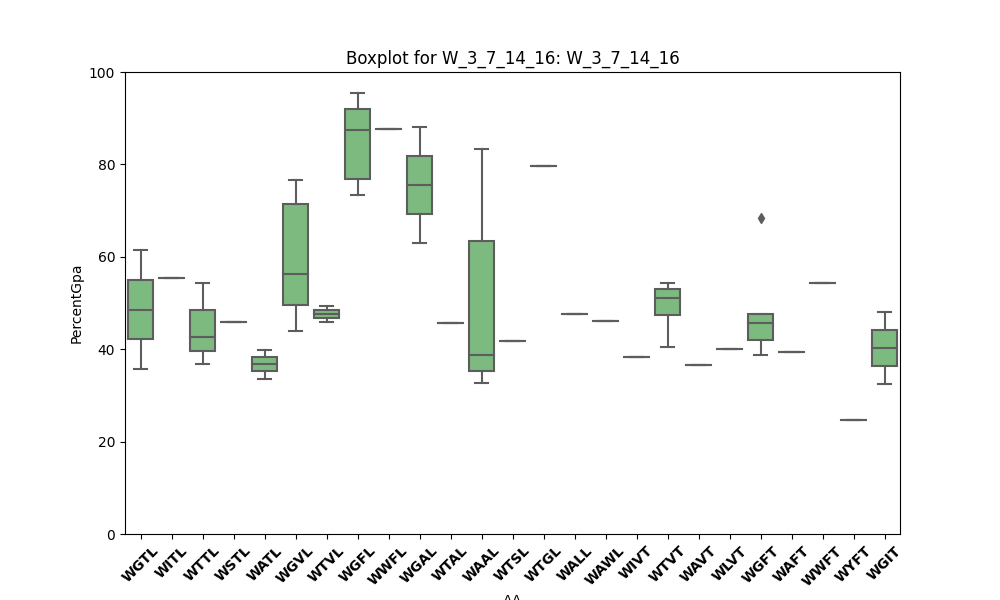 Boxplot for W_3_7_14_16: W_3_7_14_16
100
80
60
40
20
0
PercentGpa
WGTL WITL WTTL WSTL WATL WGVL WTVL WGFL WWFL WGAL WTAL WAAL WTSL WTGL WALL WAWL WIVT WTVT WAVT WLVT WGFT WAFT WWFT WYFT WGIT
AA